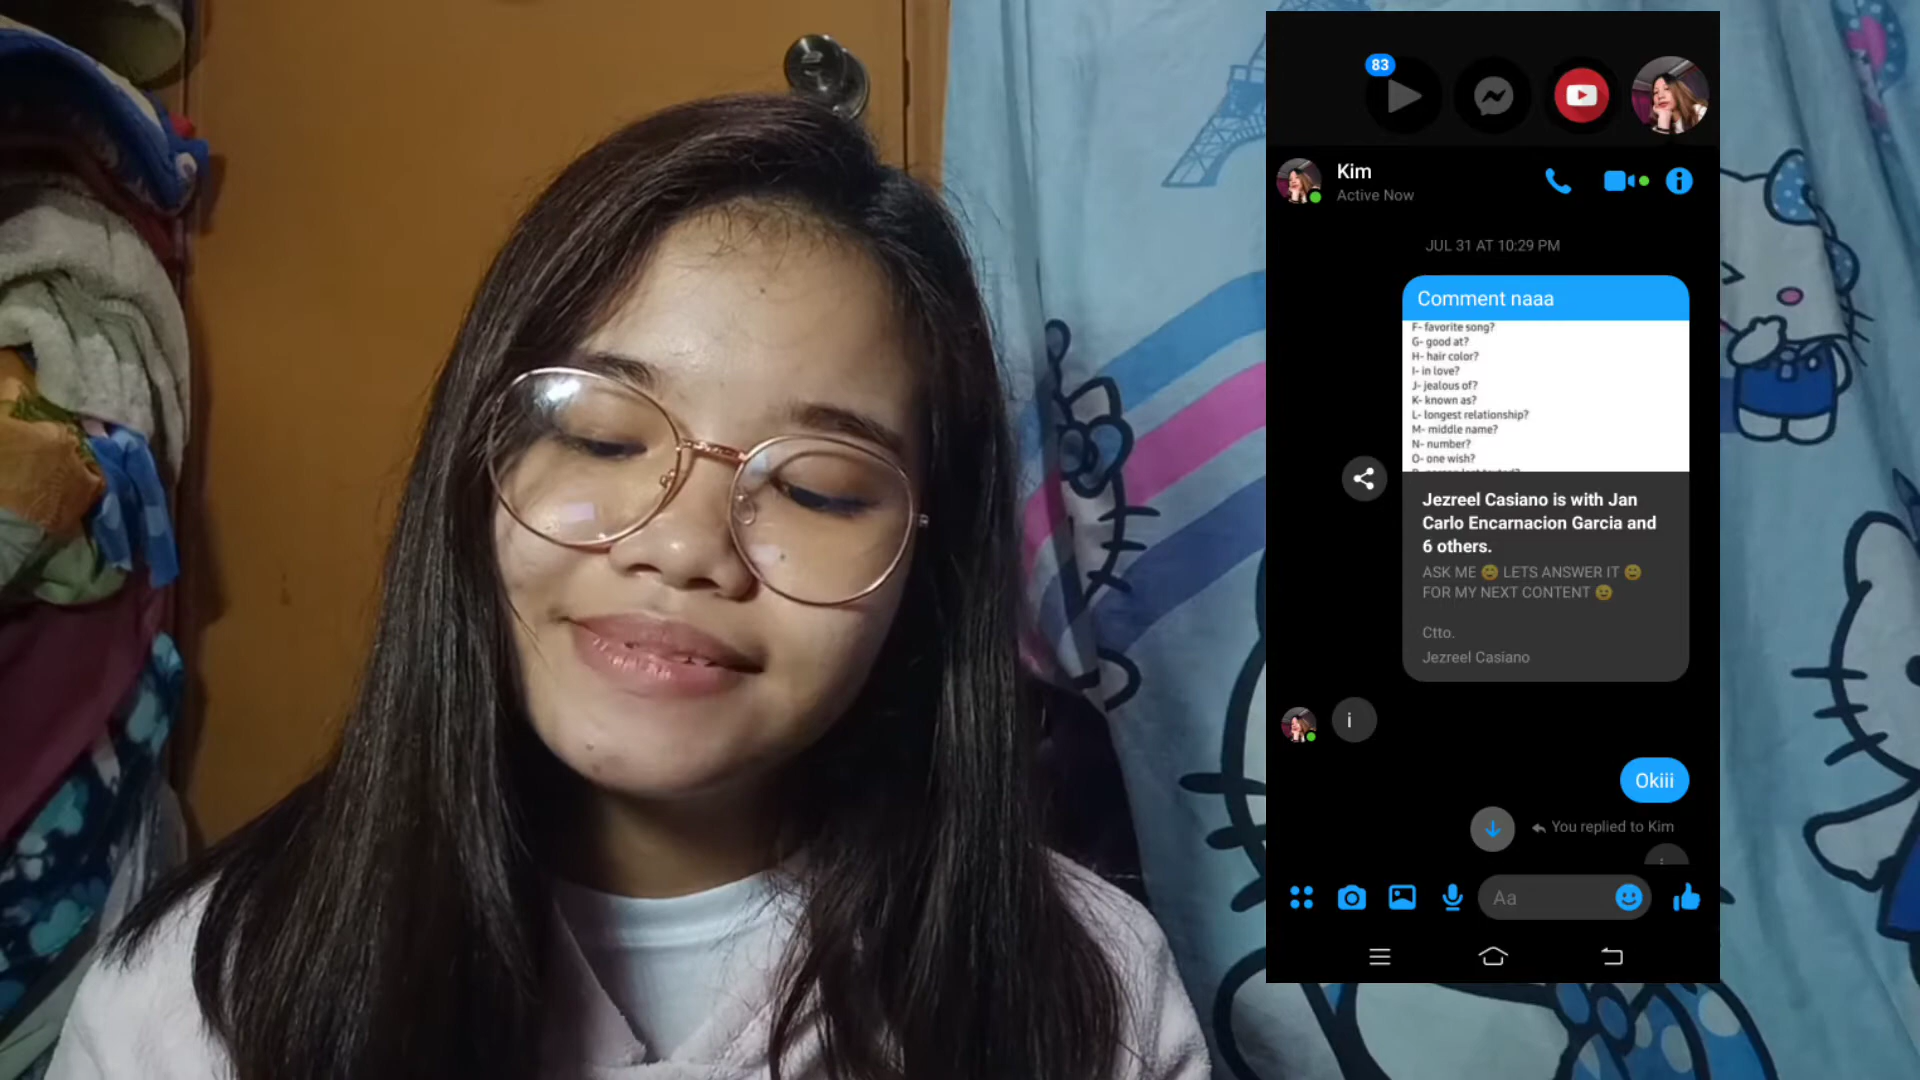 83
Kim
Active Now
JUL 31 AT 10:29 PM
Comment naaa
F- favorite song?
G- good at?
H- hair color?
I- in love?
J- jealous of?
K- known as?
L- longest relationship?
M- middle name?
N- number?
O- one wish?
Jezreel Casiano is with Jan
Carlo Encarnacion Garcia and
6 others.
ASK ME 😊 LETS ANSWER IT 😊
FOR MY NEXT CONTENT 😉
Ctto.
Jezreel Casiano
i
Okiii
You replied to Kim
Aa